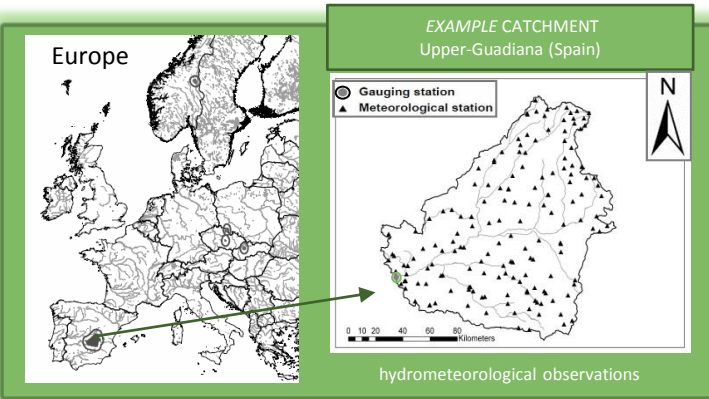 EXAMPLE CATCHMENT
Upper-Guadiana (Spain)
Europe
Gauging station
Meteorological station
N
0 10 20 40 60 80
Kilometers
hydrometeorological observations